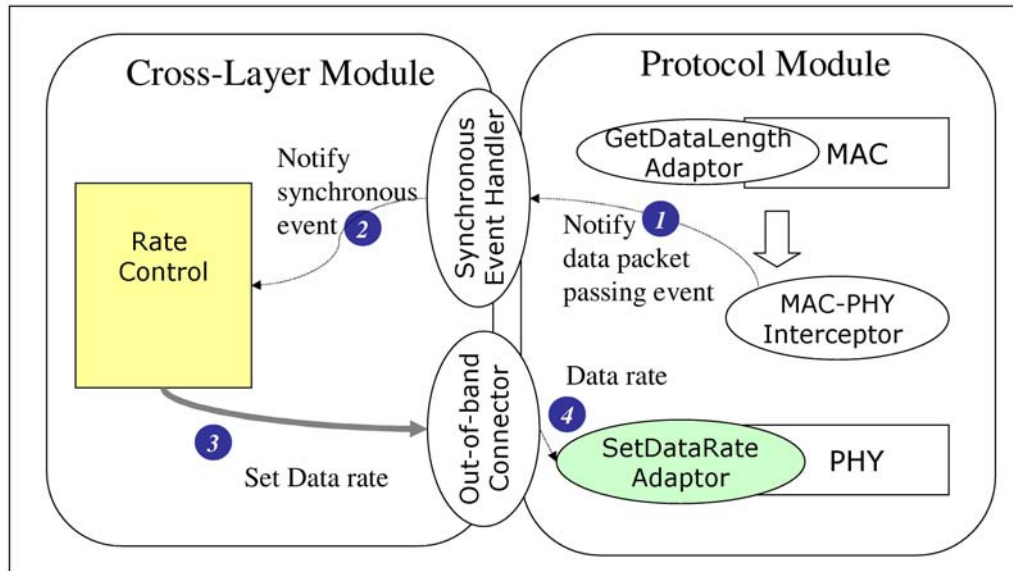 Cross-Layer Module
Protocol Module
Synchronous
Event Handler
GetDataLength
Adaptor
MAC
Notify
synchronous
event
2
1
Notify
data packet
passing event
Rate
Control
MAC-PHY
Interceptor
Out-of-band
Connector
Data rate
4
3
Set Data rate
SetDataRate
Adaptor
PHY